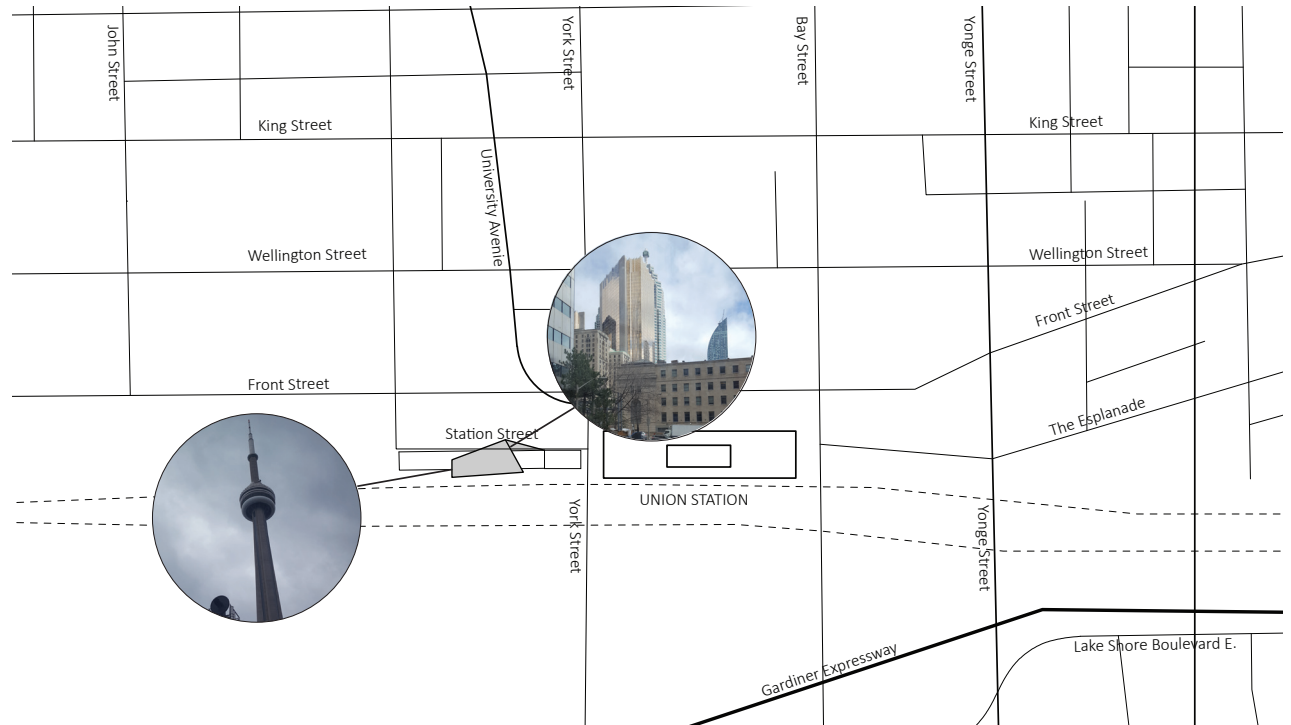 John Street
York Street
Bay Street
Yonge Street
King Street
King Street
University Avenie
Wellington Street
Wellington Street
Front Street
Front Street
The Esplanade
Station Street
UNION STATION
York Street
Yonge Street
Gardiner Expressway
Lake Shore Boulevard E.